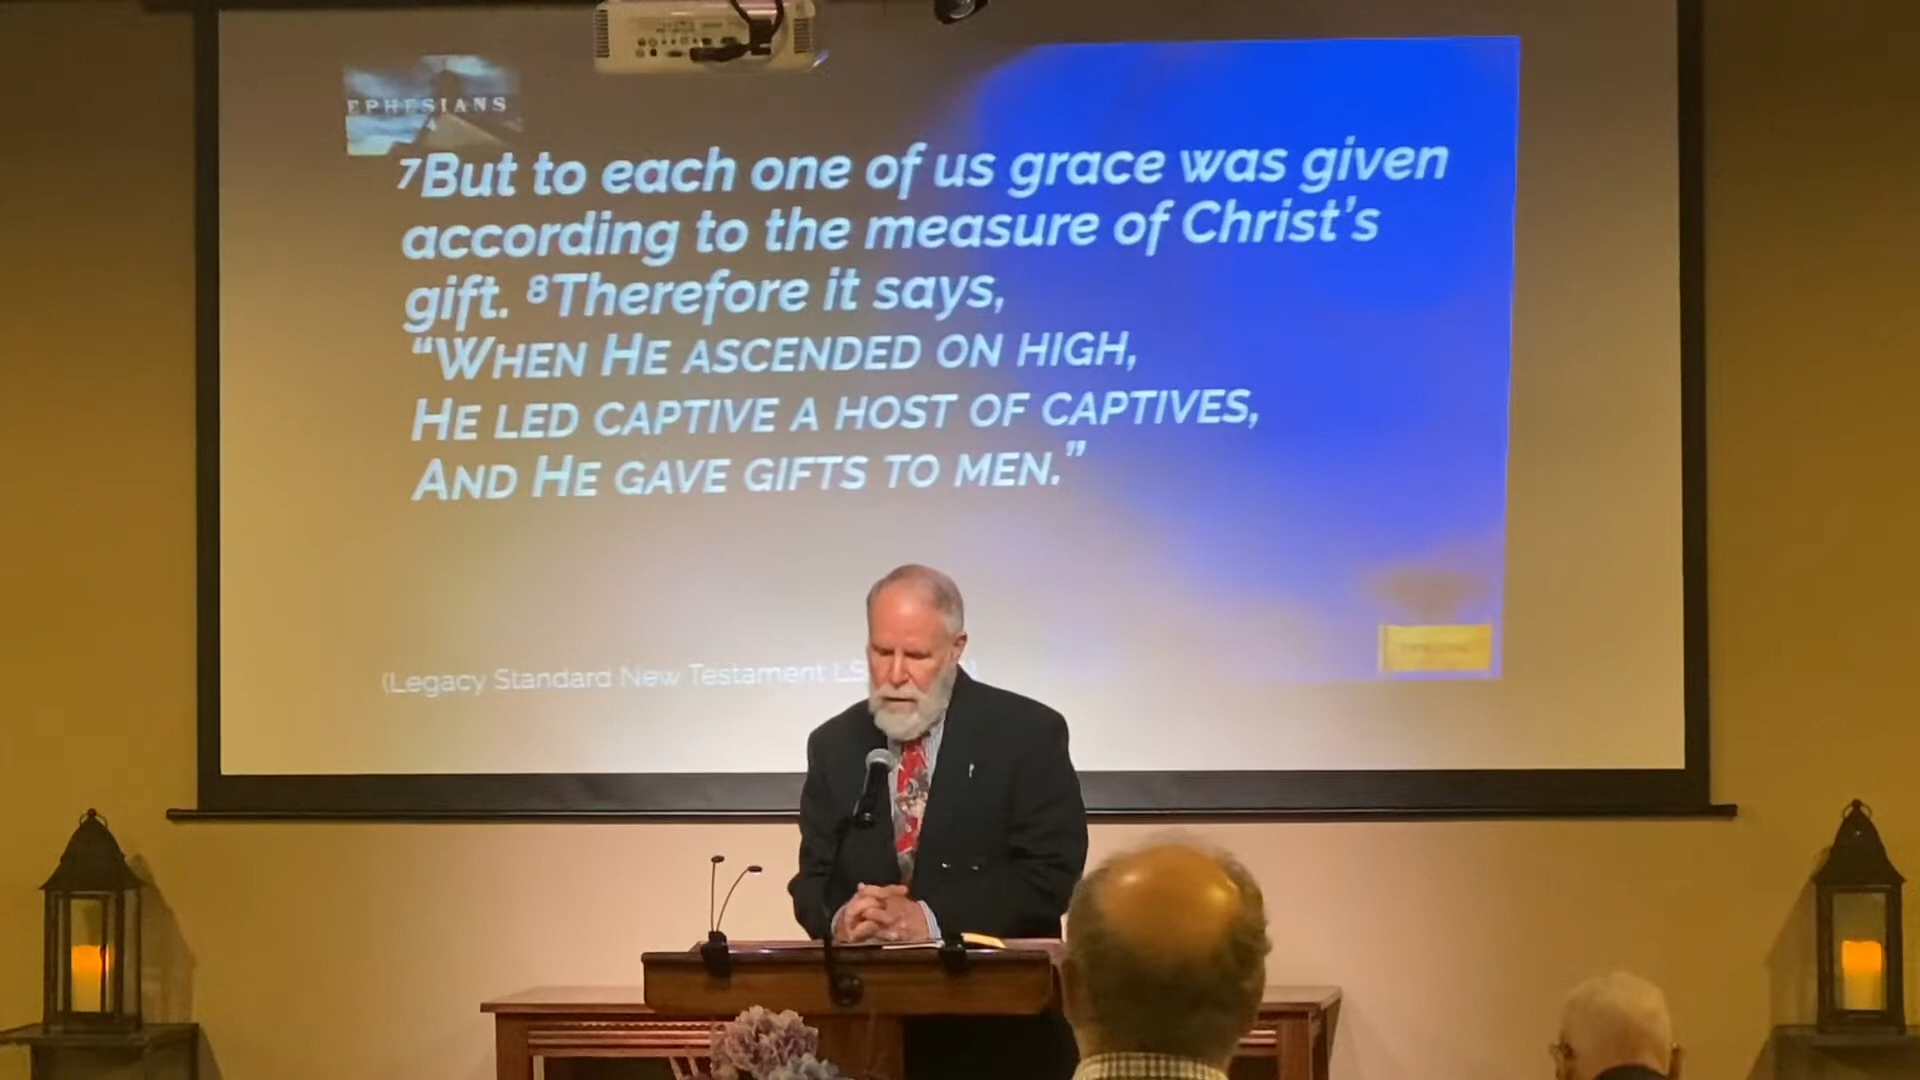 EPHESIANS
7But to each one of us grace was given
according to the measure of Christ's
gift. 8Therefore it says,
“WHEN HE ASCENDED ON HIGH,
HE LED CAPTIVE A HOST OF CAPTIVES,
AND HE GAVE GIFTS TO MEN.”
(Legacy Standard New Testament